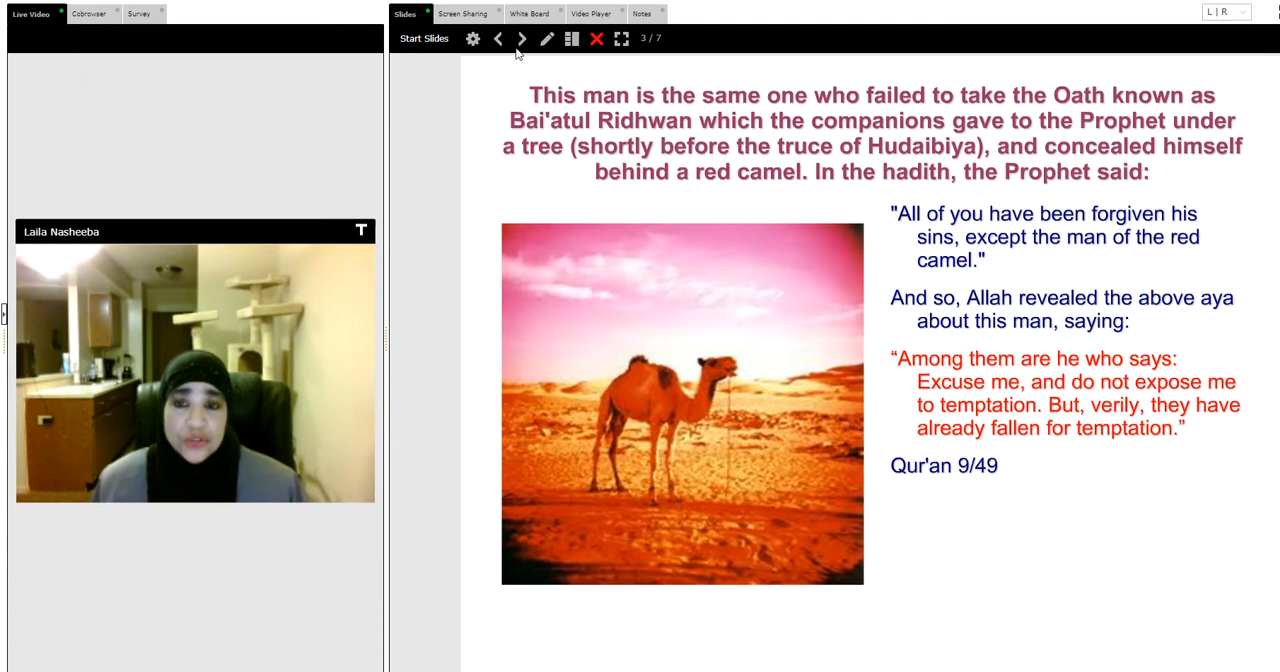 Live Video
Cobrowser
Survey
Slides
Screen Sharing
White Board
Video Player
Notes
L | R
Start Slides
3 / 7
This man is the same one who failed to take the Oath known as
Bai'atul Ridhwan which the companions gave to the Prophet under
a tree (shortly before the truce of Hudaibiya), and concealed himself
behind a red camel. In the hadith, the Prophet said:
Laila Nasheeba
T
"All of you have been forgiven his
sins, except the man of the red
camel."
And so, Allah revealed the above aya
about this man, saying:
“Among them are he who says:
Excuse me, and do not expose me
to temptation. But, verily, they have
already fallen for temptation.”
Qur'an 9/49